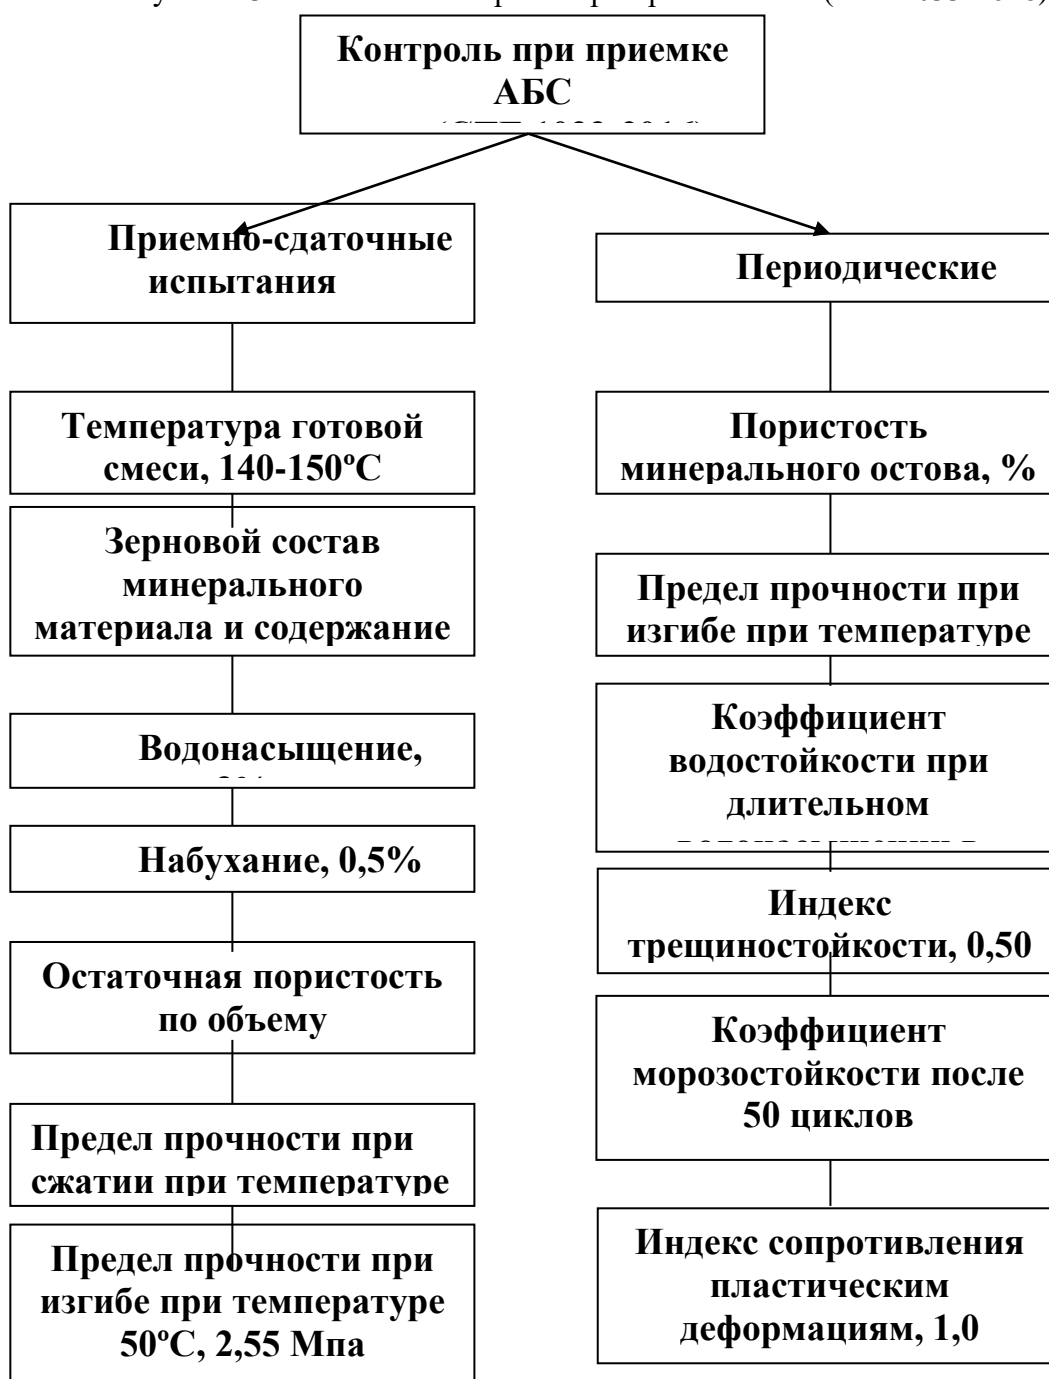 Контроль при приемке
АБС
Приемно-сдаточные
испытания
Температура готовой
смеси, 140-150ºС
Зерновой состав
минерального
материала и содержание
Водонасыщение,
Набухание, 0,5%
Остаточная пористость
по объему
Предел прочности при
сжатии при температуре
Предел прочности при
изгибе при температуре
50ºС, 2,55 Мпа
Периодические
Пористость
минерального остова, %
Предел прочности при
изгибе при температуре
Коэффициент
водостойкости при
длительном
Индекс
трещиностойкости, 0,50
Коэффициент
морозостойкости после
50 циклов
Индекс сопротивления
пластическим
деформациям, 1,0